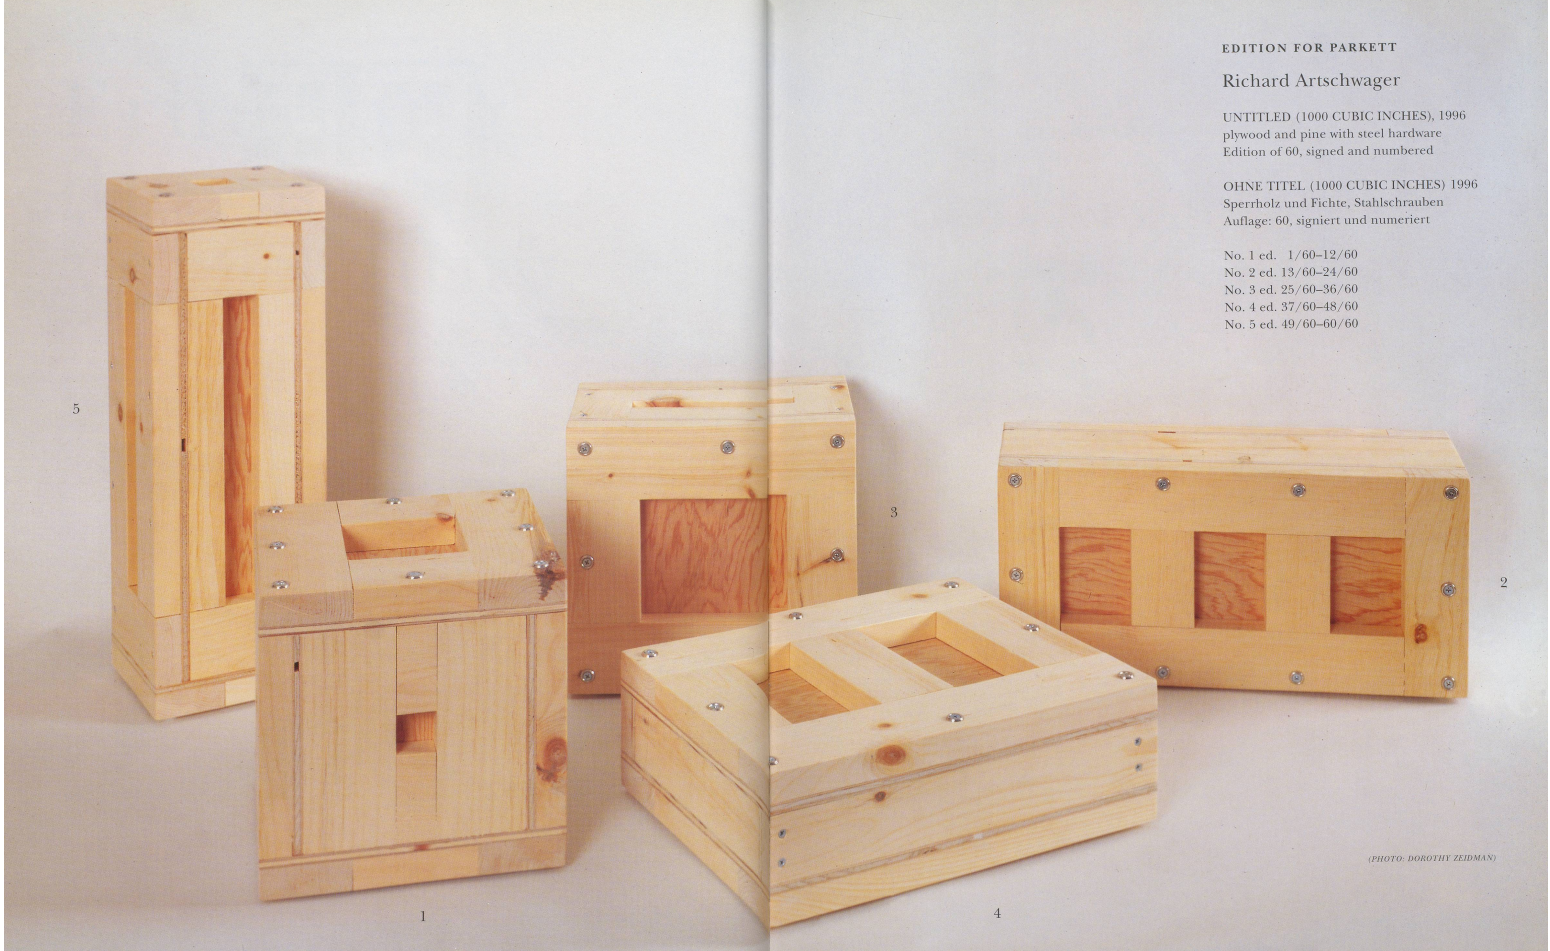 EDITION FOR PARKETT
Richard Artschwager
UNTITLED (1000 CUBIC INCHES), 1996
plywood and pine with steel hardware
Edition of 60, signed and numbered
OHNE TITEL (1000 CUBIC INCHES) 1996
Sperrholz und Fichte, Stahlschrauben
Auflage: 60, signiert und numeriert
No. 1 ed. 1/60–12/60
No. 2 ed. 13/60–24/60
No. 3 ed. 25/60–36/60
No. 4 ed. 37/60–48/60
No. 5 ed. 49/60–60/60
5
3
2
(PHOTO: DOROTHY ZEIDMAN)
1
4